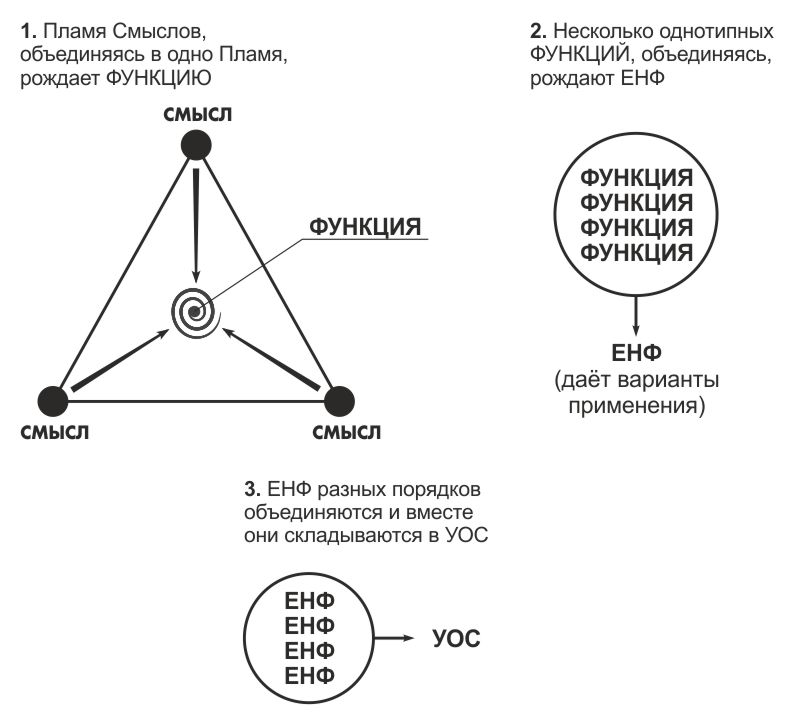 1. Пламя Смыслов,
объединяясь в одно Пламя,
рождает ФУНКЦИЮ
СМЫСЛ
ФУНКЦИЯ
СМЫСЛ
СМЫСЛ
2. Несколько однотипных
ФУНКЦИЙ, объединяясь,
рождают ЕНФ
ФУНКЦИЯ
ФУНКЦИЯ
ФУНКЦИЯ
ФУНКЦИЯ
ЕНФ
(даёт варианты
применения)
3. ЕНФ разных порядков
объединяются и вместе
они складываются в УОС
ЕНФ
ЕНФ
ЕНФ
ЕНФ
УОС